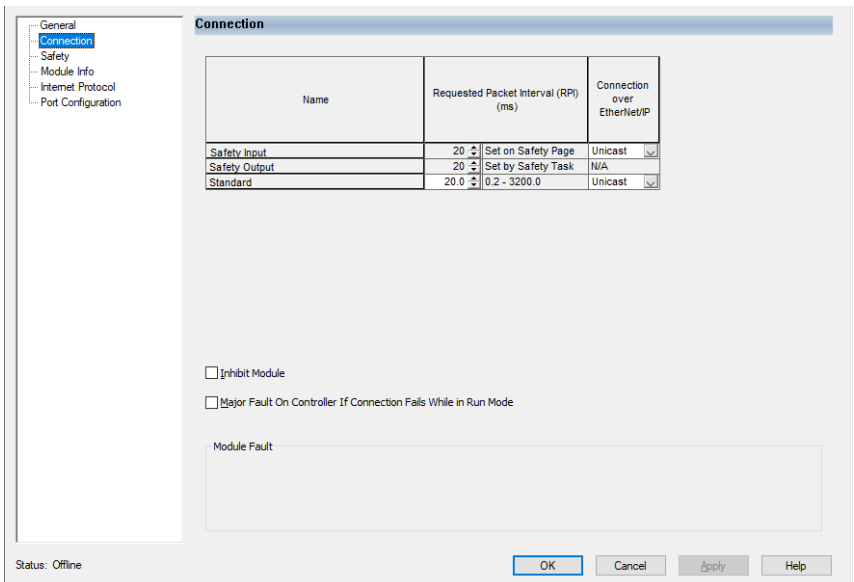 General
Connection
Safety
Module Info
Internet Protocol
Port Configuration
Connection
Name
Requested Packet Interval (RPI)
(ms)
Connection
over
EtherNet/IP
Safety Input 20 Set on Safety Page Unicast
Safety Output 20 Set by Safety Task N/A
Standard 20.0 0.2 - 3200.0 Unicast
Inhibit Module
Major Fault On Controller If Connection Fails While in Run Mode
Module Fault
Status: Offline
OK Cancel Apply Help